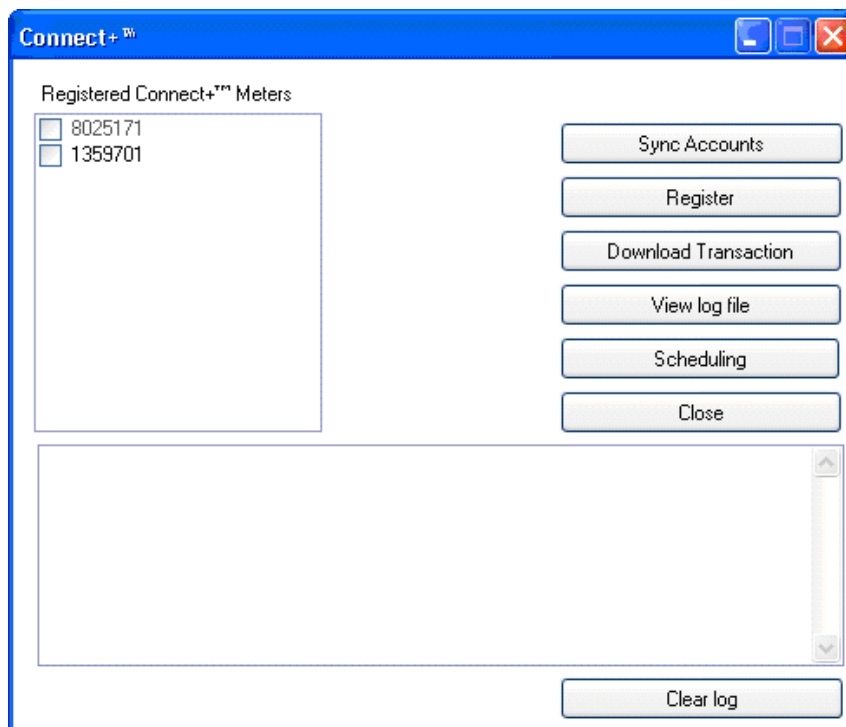 Connect+™
Registered Connect+™ Meters
8025171
1359701
Sync Accounts
Register
Download Transaction
View log file
Scheduling
Close
Clear log